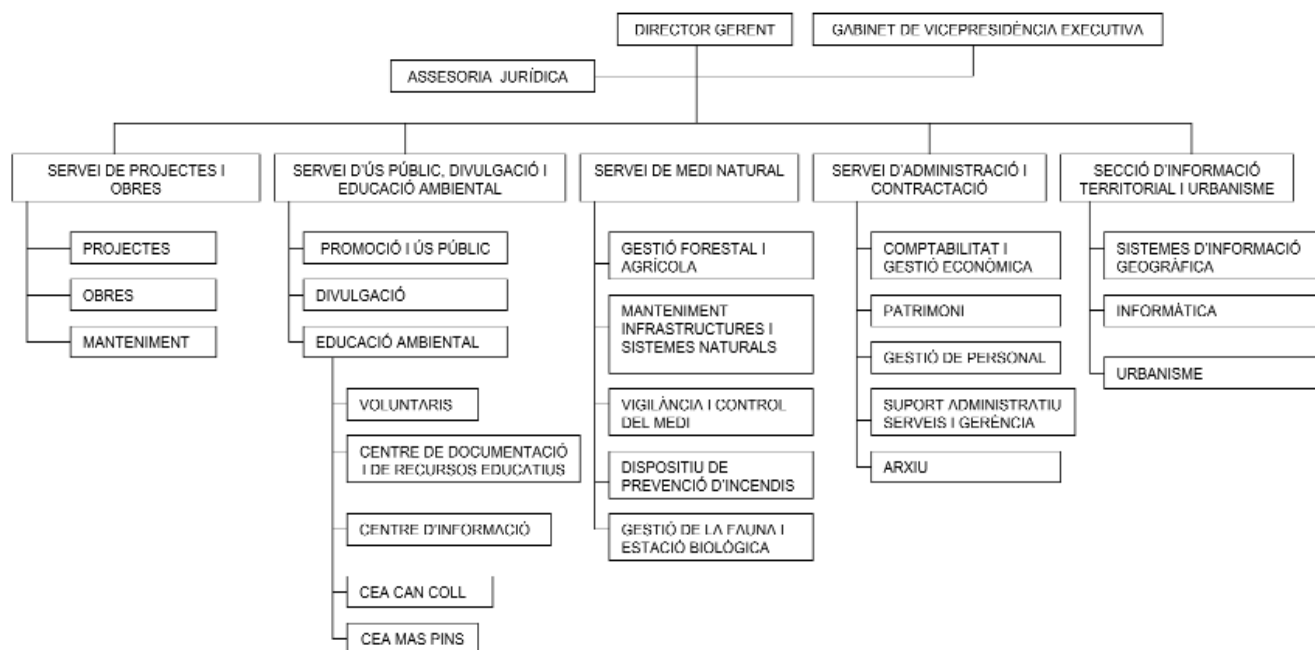 DIRECTOR GERENT
GABINET DE VICEPRESIDÈNCIA EXECUTIVA
ASSESORIA JURÍDICA
SERVEI DE PROJECTES I
OBRES
PROJECTES
OBRES
MANTENIMENT
SERVEI D'ÚS PÚBLIC, DIVULGACIÓ I
EDUCACIÓ AMBIENTAL
PROMOCIÓ I ÚS PÚBLIC
DIVULGACIÓ
EDUCACIÓ AMBIENTAL
VOLUNTARIS
CENTRE DE DOCUMENTACIÓ
I DE RECURSOS EDUCATIUS
CENTRE D'INFORMACIÓ
CEA CAN COLL
CEA MAS PINS
SERVEI DE MEDI NATURAL
GESTIÓ FORESTAL I
AGRÍCOLA
MANTENIMENT
INFRASTRUCTURES I
SISTEMES NATURALS
VIGILÀNCIA I CONTROL
DEL MEDI
DISPOSITIU DE
PREVENCIÓ D'INCENDIS
GESTIÓ DE LA FAUNA I
ESTACIÓ BIOLÒGICA
SERVEI D'ADMINISTRACIÓ I
CONTRACTACIÓ
COMPTABILITAT I
GESTIÓ ECONÒMICA
PATRIMONI
GESTIÓ DE PERSONAL
SUPORT ADMINISTRATIU
SERVEIS I GERÈNCIA
ARXIU
SECCIÓ D'INFORMACIÓ
TERRITORIAL I URBANISME
SISTEMES D'INFORMACIÓ
GEOGRÀFICA
INFORMÀTICA
URBANISME